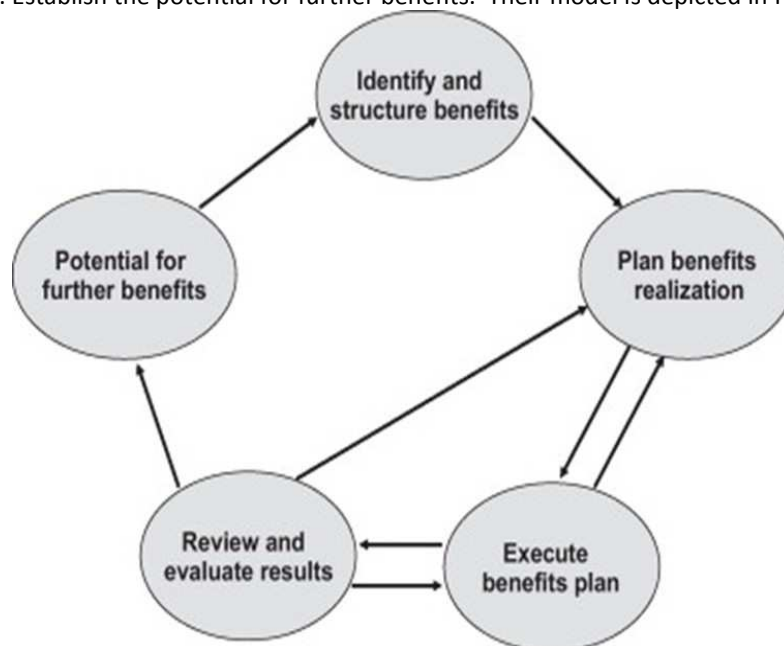 . Establish the potential for further benefits. Their model is depicted in
Identify and
structure benefits
Potential for
further benefits
Plan benefits
realization
Review and
evaluate results
Execute
benefits plan